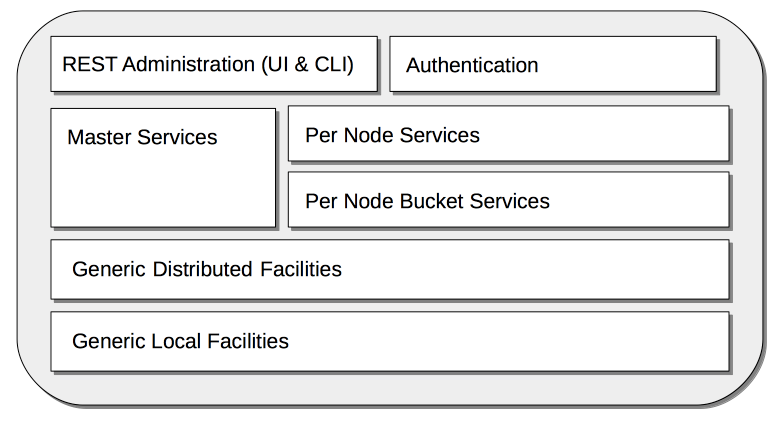 REST Administration (UI & CLI)
Authentication
Master Services
Per Node Services
Per Node Bucket Services
Generic Distributed Facilities
Generic Local Facilities